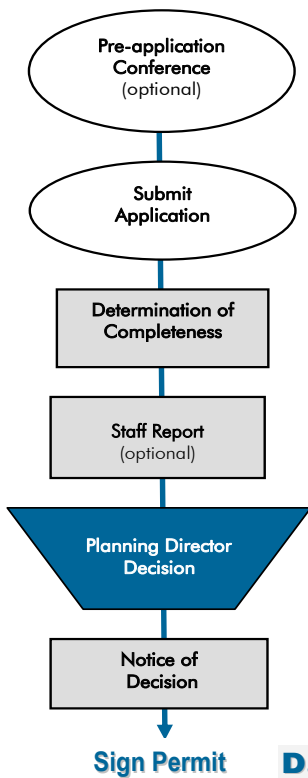 Pre-application
Conference
(optional)
Submit
Application
Determination of
Completeness
Staff Report
(optional)
Planning Director
Decision
Notice of
Decision
Sign Permit
D